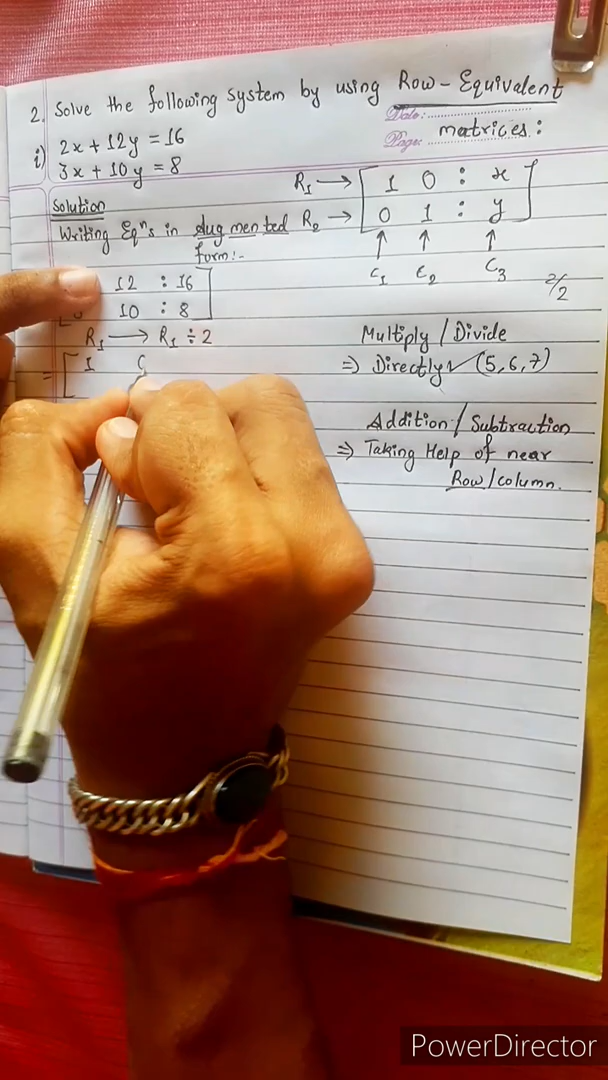 2. Solve the following system by using Row-Equivalent
Date:
Page: matrices:
i) 2x + 12y = 16
3x + 10y = 8
Solution
Writing Eqⁿs in Augmented
form:-
R₁ → [ 1 0 : x ]
R₂ → [ 0 1 : y ]
↑ ↑ ↑
C₁ C₂ C₃
2/2
12 : 16
10 : 8
R₁ → R₁ ÷ 2
= [ 1
Multiply / Divide
⇒ Directly ✓ (5, 6, 7)
Addition / Subtraction
⇒ Taking Help of near
Row/column.
PowerDirector